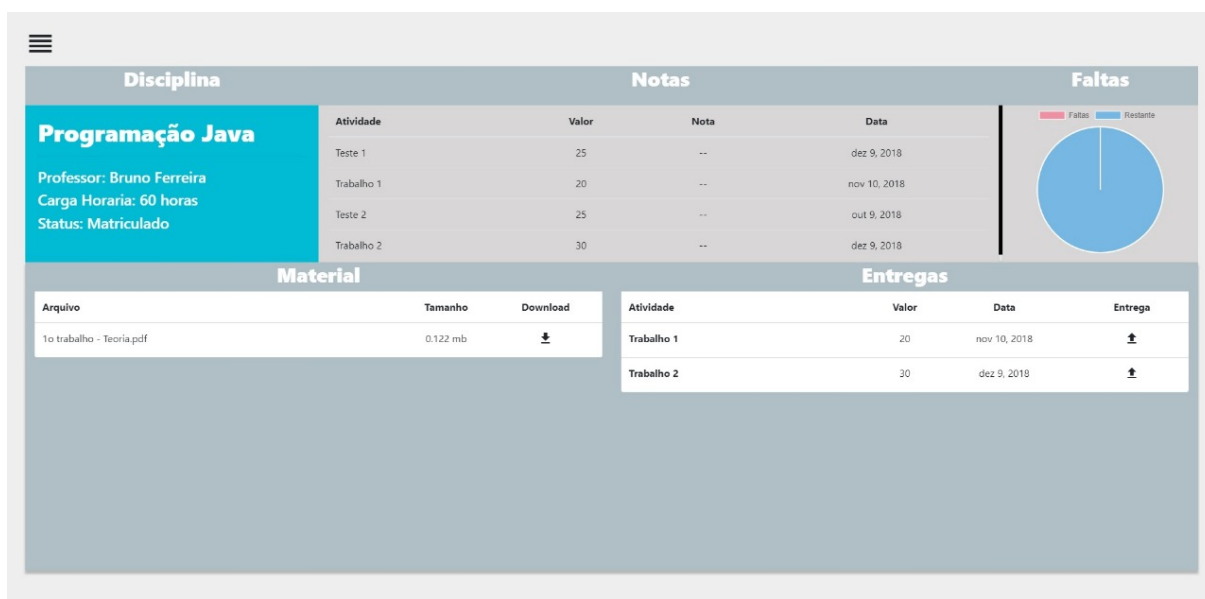 Disciplina Notas Faltas
Programação Java
Professor: Bruno Ferreira
Carga Horaria: 60 horas
Status: Matriculado
Atividade Valor Nota Data
Teste 1 25 -- dez 9, 2018
Trabalho 1 20 -- nov 10, 2018
Teste 2 25 -- out 9, 2018
Trabalho 2 30 -- dez 9, 2018
Faltas Restante
Material
Arquivo Tamanho Download
1o trabalho - Teoria.pdf 0.122 mb
Entregas
Atividade Valor Data Entrega
Trabalho 1 20 nov 10, 2018
Trabalho 2 30 dez 9, 2018